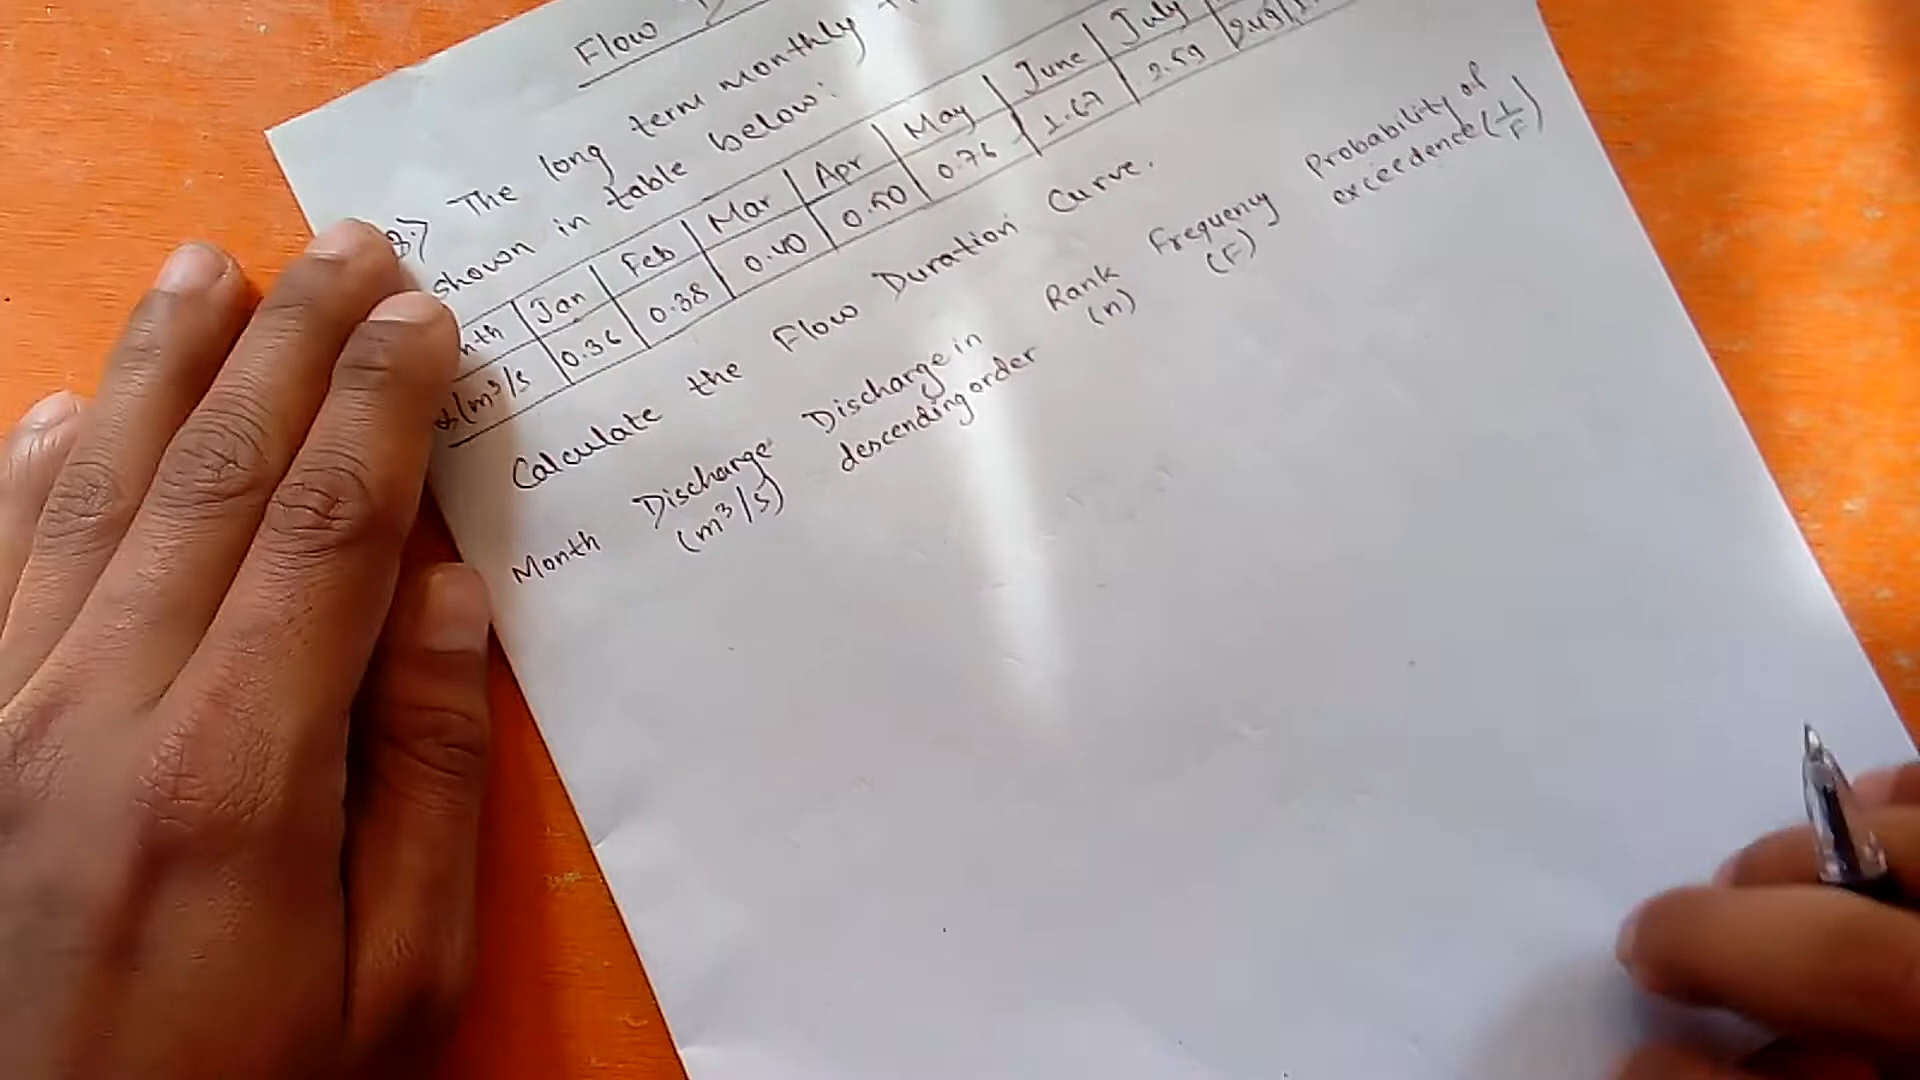 Flow
The long term monthly
shown in table below:
Jan Feb Mar Apr May June July
(m³/s 0.36 0.38 0.40 0.50 0.76 1.67 2.59
Calculate the Flow Duration Curve.
Month Discharge (m³/s) Discharge in descending order Rank (n) Frequency (F) Probability of exceedence (1/F)